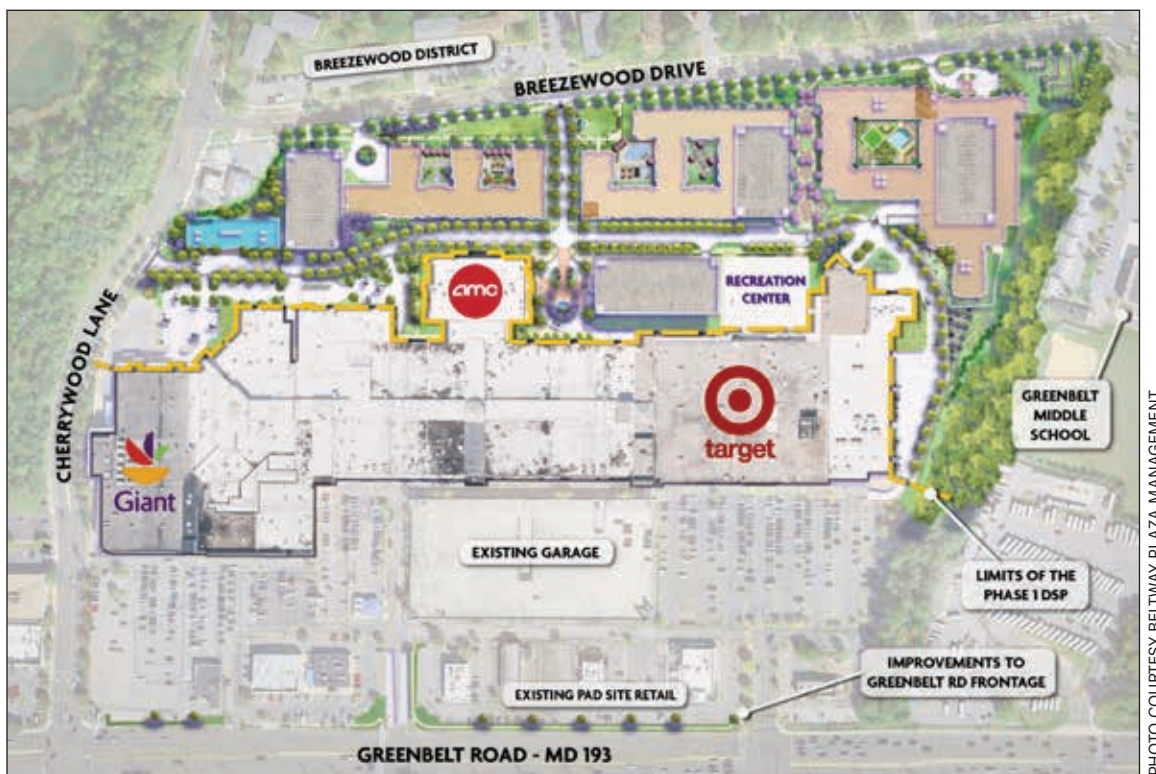 BREEZEWOOD DISTRICT
BREEZEWOOD DRIVE
CHERRYWOOD LANE
amc
RECREATION
CENTER
target
Giant
GREENBELT
MIDDLE
SCHOOL
EXISTING GARAGE
LIMITS OF THE
PHASE 1 DSP
IMPROVEMENTS TO
GREENBELT RD FRONTAGE
EXISTING PAD SITE RETAIL
GREENBELT ROAD - MD 193
PHOTO COURTESY BELTWAY PLAZA MANAGEMENT